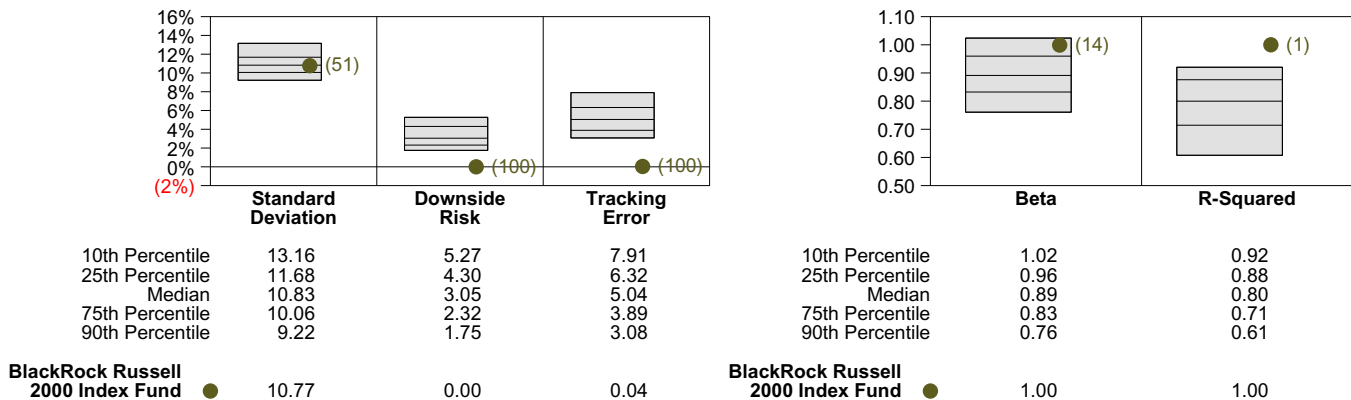 16%
14%
12%
10%
8%
6%
4%
2%
0%
(2%)
(51)
(100)
(100)
Standard Deviation
Downside Risk
Tracking Error
10th Percentile 13.16 5.27 7.91
25th Percentile 11.68 4.30 6.32
Median 10.83 3.05 5.04
75th Percentile 10.06 2.32 3.89
90th Percentile 9.22 1.75 3.08
BlackRock Russell
2000 Index Fund 10.77 0.00 0.04
1.10
1.00
0.90
0.80
0.70
0.60
0.50
(14)
(1)
Beta
R-Squared
10th Percentile 1.02 0.92
25th Percentile 0.96 0.88
Median 0.89 0.80
75th Percentile 0.83 0.71
90th Percentile 0.76 0.61
BlackRock Russell
2000 Index Fund 1.00 1.00